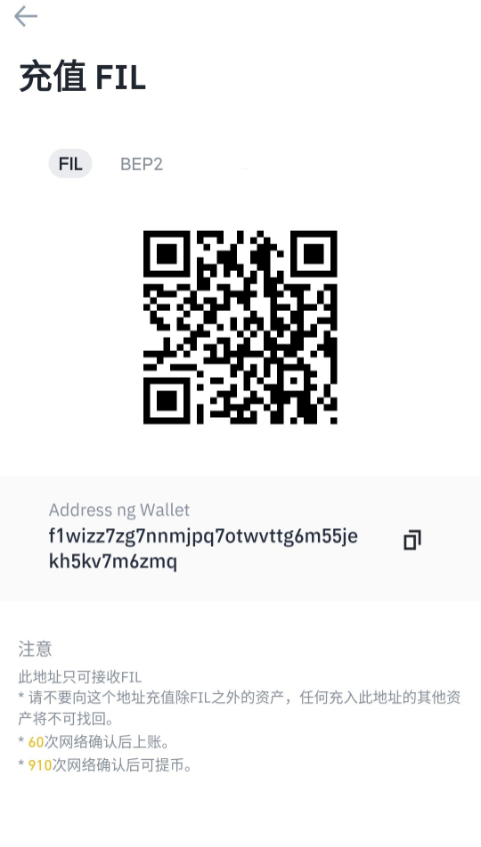 充值 FIL
FIL
BEP2
Address ng Wallet
f1wizz7zg7nnmjpq7otwvttg6m55je
kh5kv7m6zmq
注意
此地址只可接收FIL
* 请不要向这个地址充值除FIL之外的资产，任何充入此地址的其他资
产将不可找回。
* 60次网络确认后上账。
* 910次网络确认后可提币。